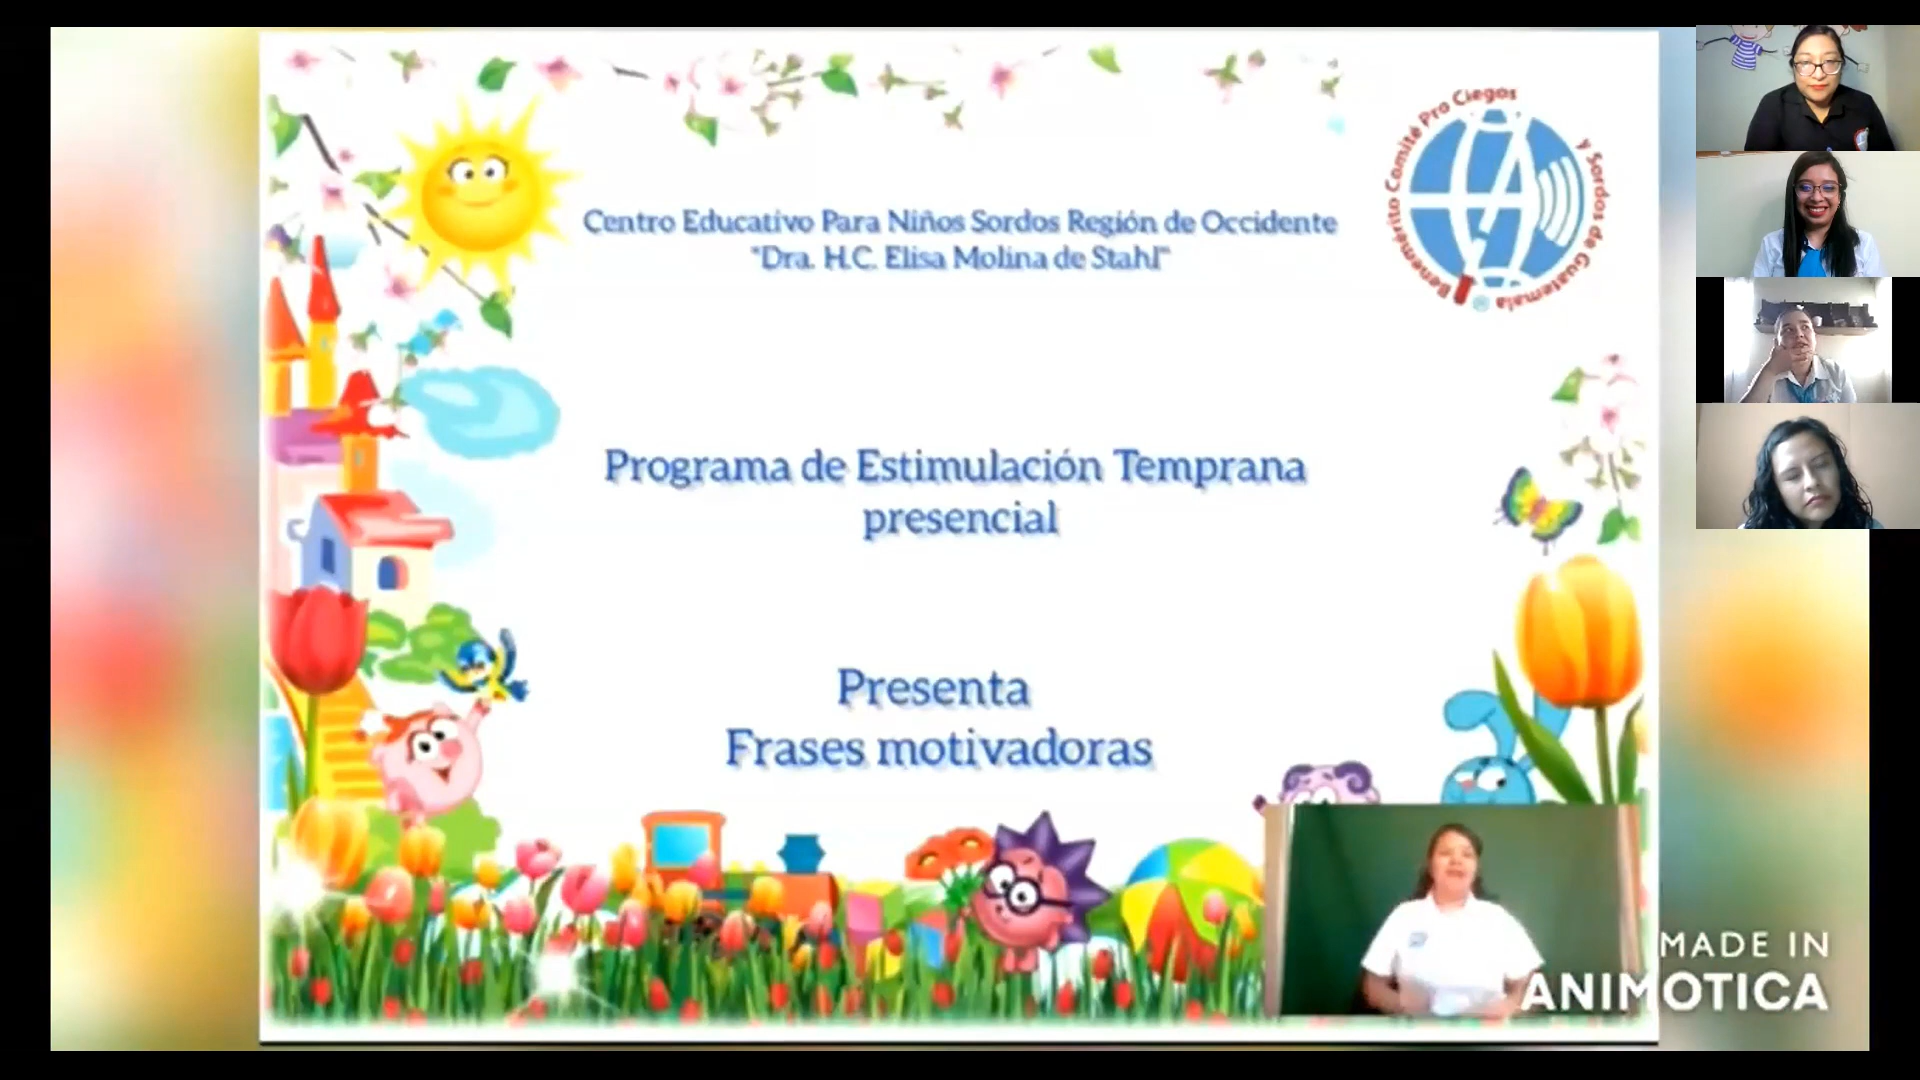 Centro Educativo Para Niños Sordos Región de Occidente
"Dra. H.C. Elisa Molina de Stahl"
Benemérito Comité Pro Ciegos
y Sordos de Guatemala
Programa de Estimulación Temprana
presencial
Presenta
Frases motivadoras
MADE IN
ANIMOTICA